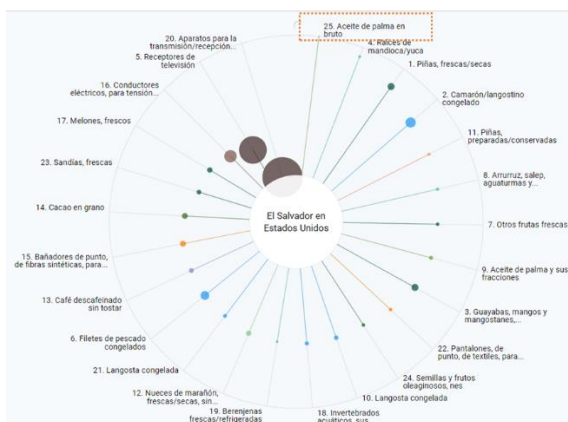 25. Aceite de palma en
bruto
4. Raíces de
mandioca/yuca
1. Piñas, frescas/secas
2. Camarón/langostino
congelado
11. Piñas,
preparadas/conservadas
8. Arrurruz, salep,
aguaturmas y...
7. Otros frutas frescas
9. Aceite de palma y sus
fracciones
3. Guayabas, mangos y
mangostanes,...
22. Pantalones, de
punto, de textiles, para...
24. Semillas y frutos
oleaginosos, nes
10. Langosta congelada
18. Invertebrados
acuáticos, sus
19. Berenjenas
frescas/refrigeradas
12. Nueces de marañón,
frescas/secas, sin...
21. Langosta congelada
6. Filetes de pescado
congelados
13. Café descafeinado
sin tostar
15. Bañadores de punto,
de fibras sintéticas, para...
14. Cacao en grano
23. Sandías, frescas
17. Melones, frescos
16. Conductores
eléctricos, para tensión...
5. Receptores de
televisión
20. Aparatos para la
transmisión/recepción...
El Salvador en
Estados Unidos